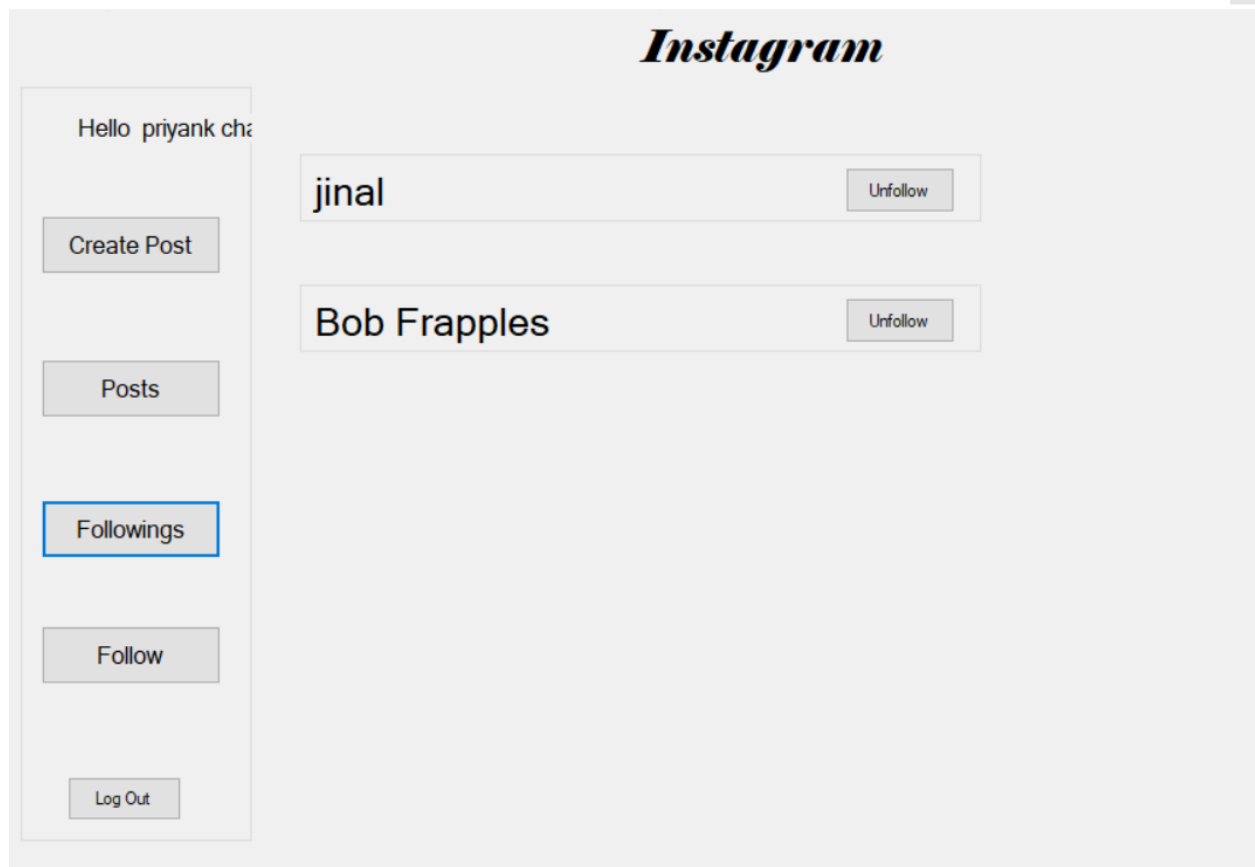 Instagram
Hello priyank cha
Create Post
Posts
Followings
Follow
Log Out
jinal
Unfollow
Bob Frapples
Unfollow